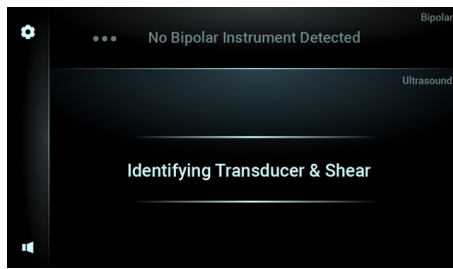 Bipolar
No Bipolar Instrument Detected
Ultrasound
Identifying Transducer & Shear